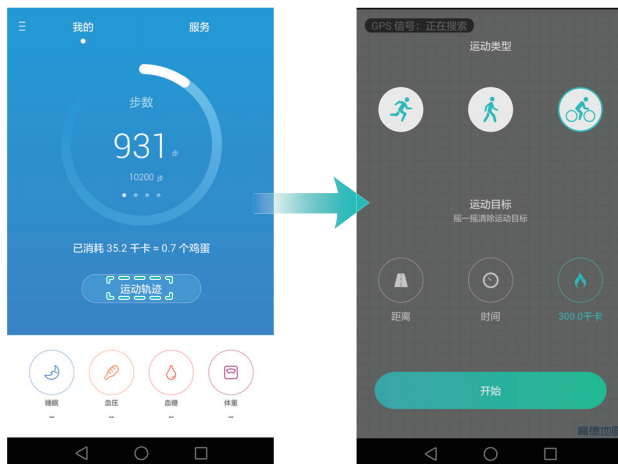 我的
服务
步数
931 步
10200 步
已消耗 35.2 千卡 ≈ 0.7 个鸡蛋
运动轨迹
睡眠
血压
血糖
体重
--
--
--
--
GPS 信号：正在搜索
运动类型
运动目标
摇一摇清除运动目标
距离
时间
300.0千卡
开始
高德地图